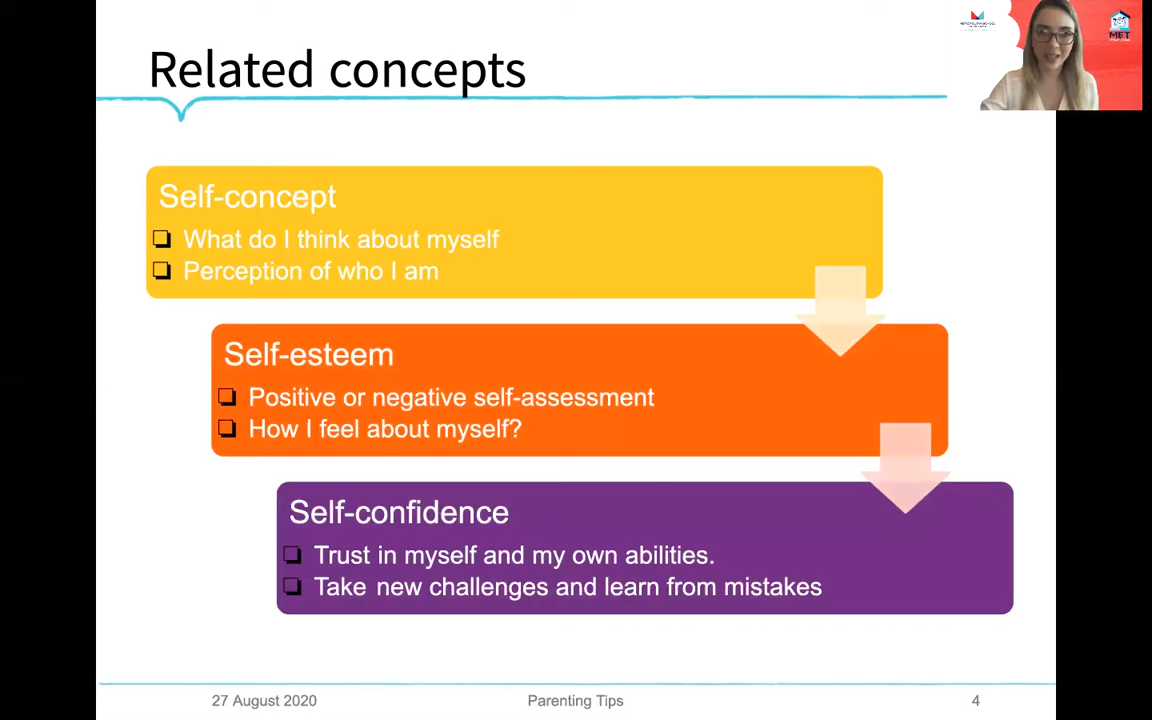 Related concepts
Self-concept
What do I think about myself
Perception of who I am
Self-esteem
Positive or negative self-assessment
How I feel about myself?
Self-confidence
Trust in myself and my own abilities.
Take new challenges and learn from mistakes
27 August 2020
Parenting Tips
4
MET